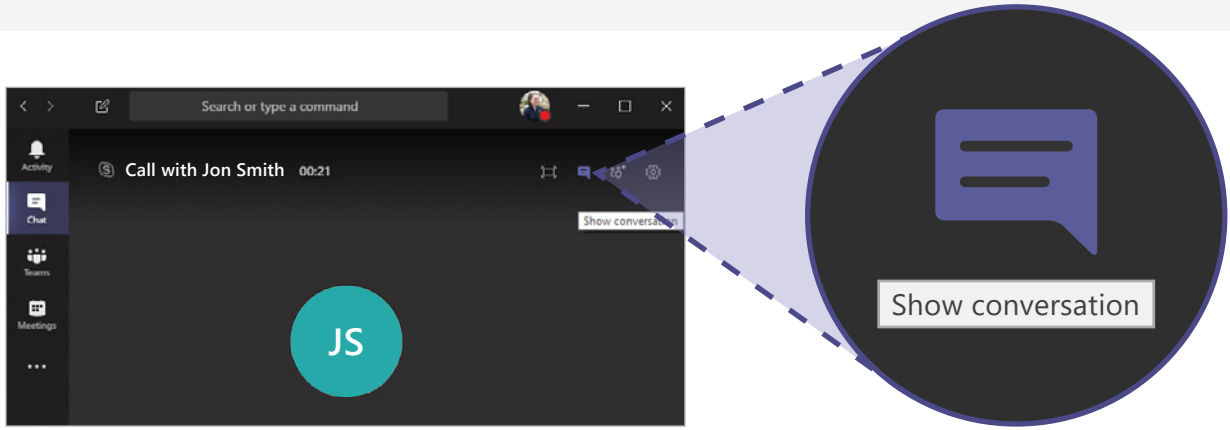 Search or type a command
Activity
Call with Jon Smith 00:21
Chat
Show conversation
Teams
Meetings
JS
Show conversation